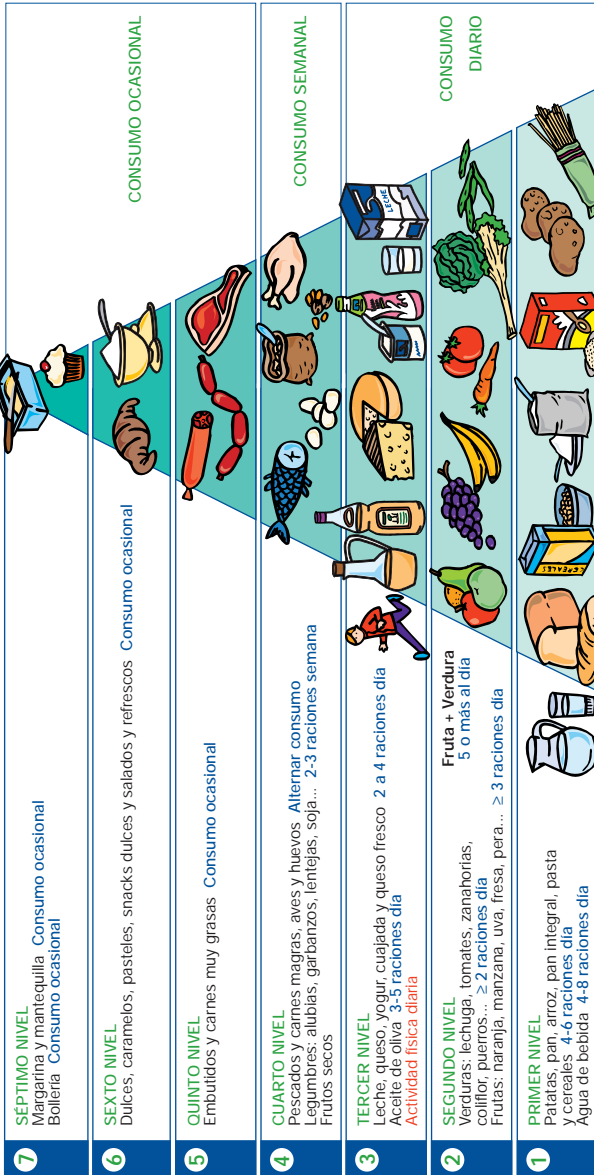 7
SÉPTIMO NIVEL
Margarina y mantequilla Consumo ocasional
Bollería Consumo ocasional
6
SEXTO NIVEL
Dulces, caramelos, pasteles, snacks dulces y salados y refrescos Consumo ocasional
5
QUINTO NIVEL
Embutidos y carnes muy grasas Consumo ocasional
CONSUMO OCASIONAL
4
CUARTO NIVEL
Pescados y carnes magras, aves y huevos Alternar consumo
Legumbres: alubias, garbanzos, lentejas, soja... 2-3 raciones semana
Frutos secos
CONSUMO SEMANAL
3
TERCER NIVEL
Leche, queso, yogur, cuajada y queso fresco 2 a 4 raciones día
Aceite de oliva 3-5 raciones día
Actividad física diaria
LECHE
2
SEGUNDO NIVEL
Verduras: lechuga, tomates, zanahorias,
coliflor, puerros... ≥ 2 raciones día
Frutas: naranja, manzana, uva, fresa, pera... ≥ 3 raciones día
Fruta + Verdura
5 o más al día
CONSUMO
DIARIO
1
PRIMER NIVEL
Patatas, pan, arroz, pan integral, pasta
y cereales 4-6 raciones día
Agua de bebida 4-8 raciones día
CEREALES